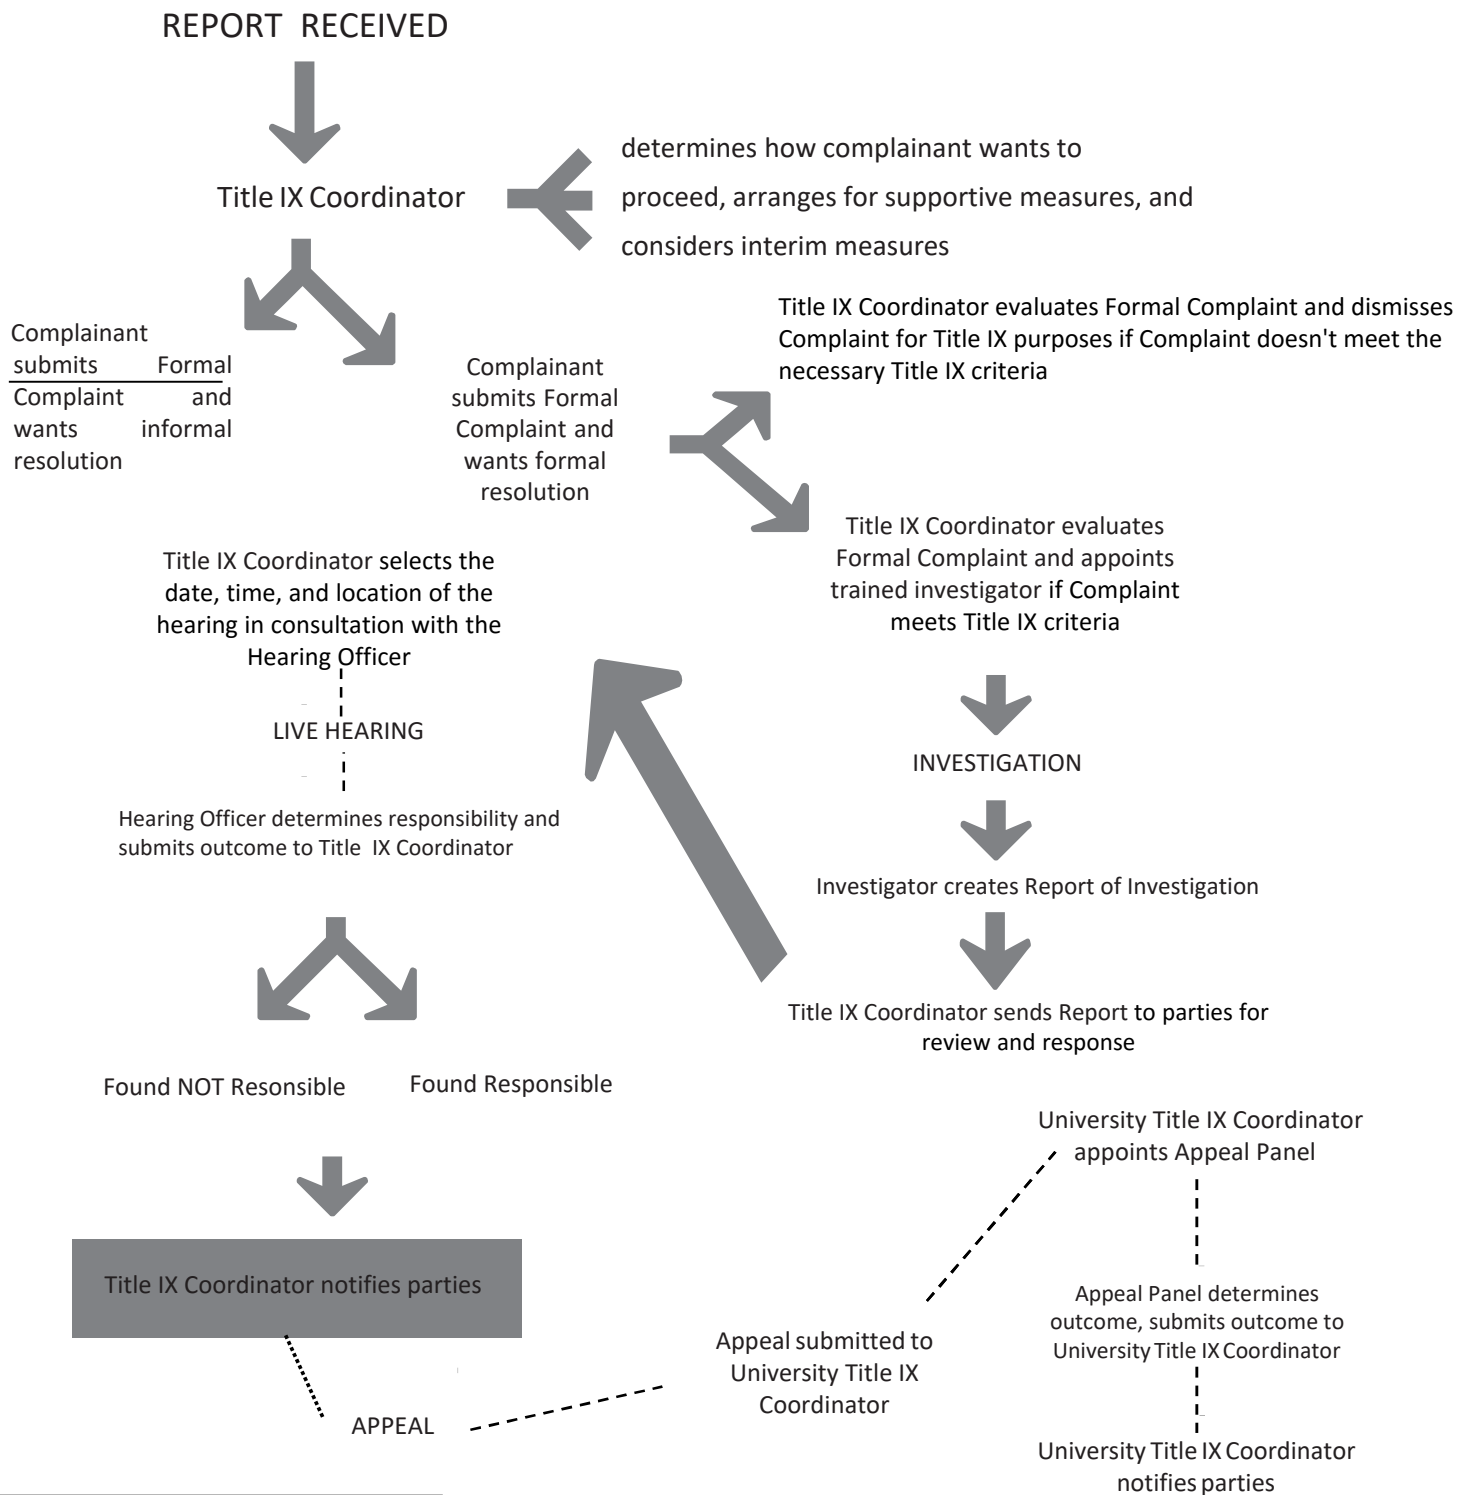 REPORT RECEIVED
Title IX Coordinator
determines how complainant wants to
proceed, arranges for supportive measures, and
considers interim measures
Complainant
submits Formal
Complaint and
wants informal
resolution
Complainant
submits Formal
Complaint and
wants formal
resolution
Title IX Coordinator evaluates Formal Complaint and dismisses
Complaint for Title IX purposes if Complaint doesn't meet the
necessary Title IX criteria
Title IX Coordinator evaluates
Formal Complaint and appoints
trained investigator if Complaint
meets Title IX criteria
INVESTIGATION
Investigator creates Report of Investigation
Title IX Coordinator sends Report to parties for
review and response
Title IX Coordinator selects the
date, time, and location of the
hearing in consultation with the
Hearing Officer
LIVE HEARING
Hearing Officer determines responsibility and
submits outcome to Title IX Coordinator
Found NOT Resonsible
Found Responsible
Title IX Coordinator notifies parties
APPEAL
Appeal submitted to
University Title IX
Coordinator
University Title IX Coordinator
appoints Appeal Panel
Appeal Panel determines
outcome, submits outcome to
University Title IX Coordinator
University Title IX Coordinator
notifies parties